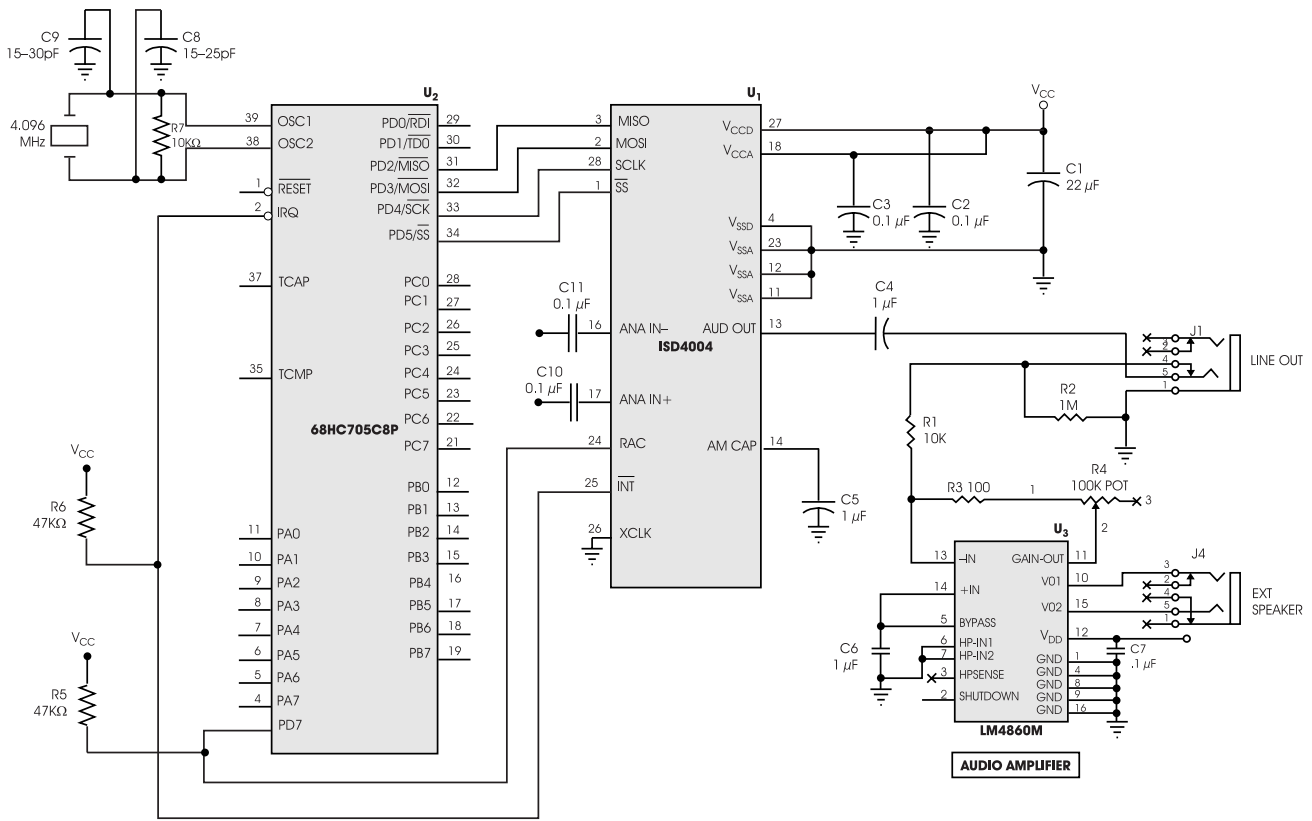 C9
15–30pF
C8
15–25pF
4.096
MHz
R7
10KΩ
U2
39 OSC1
38 OSC2
1 RESET
2 IRQ
37 TCAP
35 TCMP
11 PA0
10 PA1
9 PA2
8 PA3
7 PA4
6 PA5
5 PA6
4 PA7
PD7
68HC705C8P
PD0/RDI 29
PD1/TD0 30
PD2/MISO 31
PD3/MOSI 32
PD4/SCK 33
PD5/SS 34
PC0 28
PC1 27
PC2 26
PC3 25
PC4 24
PC5 23
PC6 22
PC7 21
PB0 12
PB1 13
PB2 14
PB3 15
PB4 16
PB5 17
PB6 18
PB7 19
VCC
R6
47KΩ
VCC
R5
47KΩ
U1
3 MISO
2 MOSI
28 SCLK
1 SS
C11
0.1 µF
16 ANA IN–
C10
0.1 µF
17 ANA IN+
24 RAC
25 INT
26 XCLK
ISD4004
VCCD 27
VCCA 18
VSSD 4
VSSA 23
VSSA 12
VSSA 11
AUD OUT 13
AM CAP 14
VCC
C1
22 µF
C3
0.1 µF
C2
0.1 µF
C4
1 µF
C5
1 µF
J1
2
4
5
1
LINE OUT
R2
1M
R1
10K
R3 100
1
R4
100K POT
3
2
U3
13 –IN
14 +IN
5 BYPASS
6 HP-IN1
7 HP-IN2
3 HPSENSE
2 SHUTDOWN
GAIN-OUT 11
V01 10
V02 15
VDD 12
GND 1
GND 4
GND 8
GND 9
GND 16
LM4860M
C6
1 µF
C7
.1 µF
J4
3
2
4
5
1
EXT
SPEAKER
AUDIO AMPLIFIER